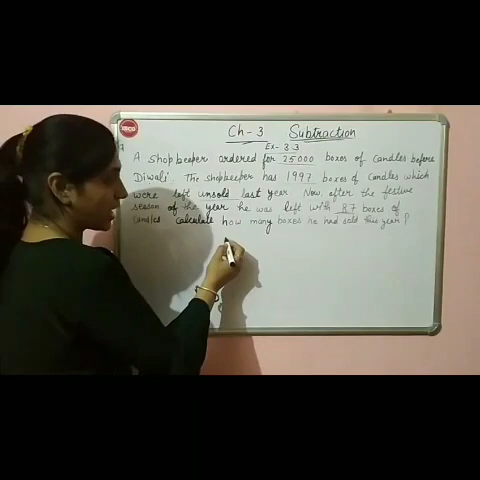 Ch-3 Subtraction
Ex-3.3
A shopkeeper ordered for 25000 boxes of candles before
Diwali. The shopkeeper has 1997 boxes of candles which
were left unsold last year. Now, after the festive
season of the year he was left with 87 boxes of
candles calculate how many boxes he had sold this year?